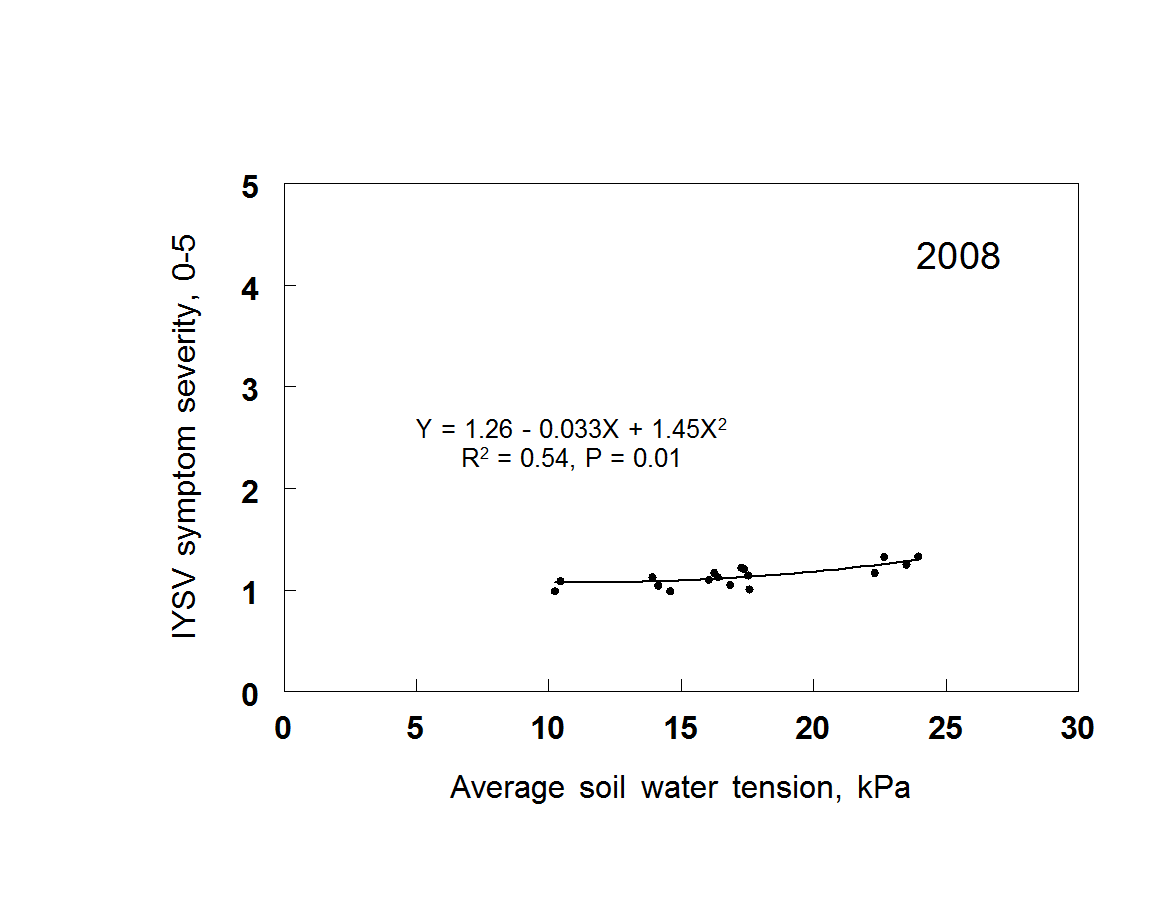 2008
5
4
3
2
1
0
IYSV symptom severity, 0-5
Y = 1.26 - 0.033X + 1.45X²
R² = 0.54, P = 0.01
0 5 10 15 20 25 30
Average soil water tension, kPa